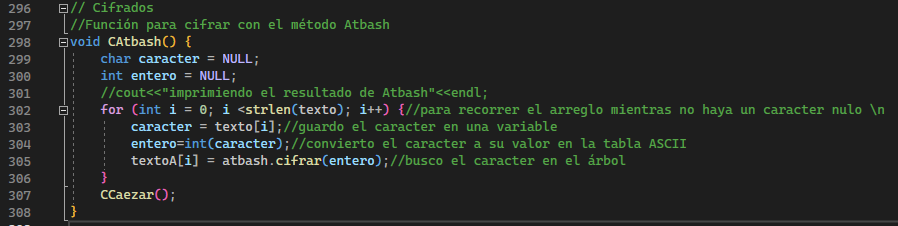 296 // Cifrados
297 //Función para cifrar con el método Atbash
298 void CAtbash() {
299 char caracter = NULL;
300 int entero = NULL;
301 //cout<<"imprimiendo el resultado de Atbash"<<endl;
302 for (int i = 0; i <strlen(texto); i++) {//para recorrer el arreglo mientras no haya un caracter nulo \n
303 caracter = texto[i];//guardo el caracter en una variable
304 entero=int(caracter);//convierto el caracter a su valor en la tabla ASCII
305 textoA[i] = atbash.cifrar(entero);//busco el caracter en el árbol
306 }
307 CCaezar();
308 }